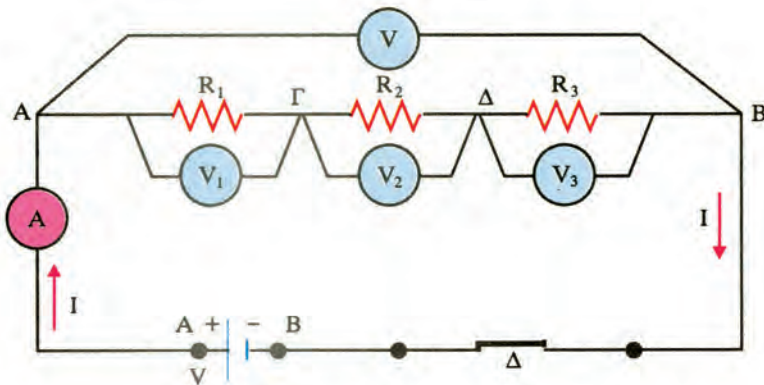 V
R₁ Γ R₂ Δ R₃
A B
V₁ V₂ V₃
A
I I
A + - B
V Δ